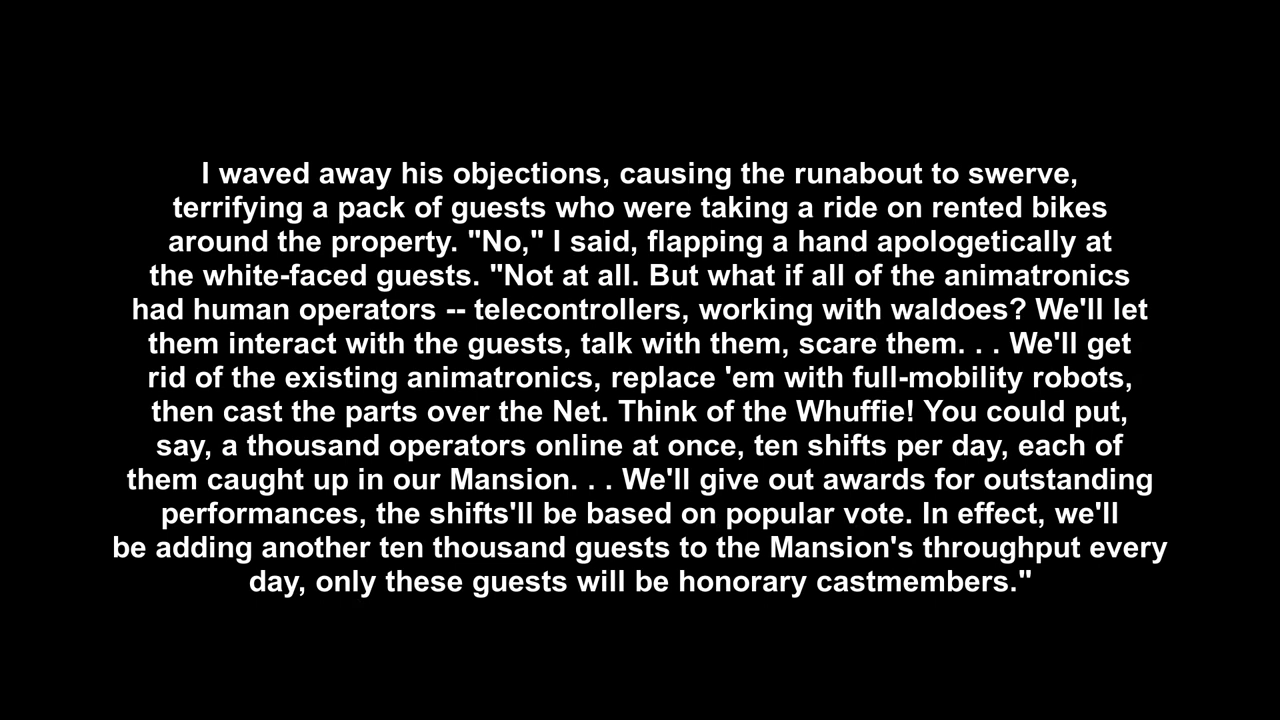 I waved away his objections, causing the runabout to swerve,
terrifying a pack of guests who were taking a ride on rented bikes
around the property. "No," I said, flapping a hand apologetically at
the white-faced guests. "Not at all. But what if all of the animatronics
had human operators -- telecontrollers, working with waldoes? We'll let
them interact with the guests, talk with them, scare them. . . We'll get
rid of the existing animatronics, replace 'em with full-mobility robots,
then cast the parts over the Net. Think of the Whuffie! You could put,
say, a thousand operators online at once, ten shifts per day, each of
them caught up in our Mansion. . . We'll give out awards for outstanding
performances, the shifts'll be based on popular vote. In effect, we'll
be adding another ten thousand guests to the Mansion's throughput every
day, only these guests will be honorary castmembers."